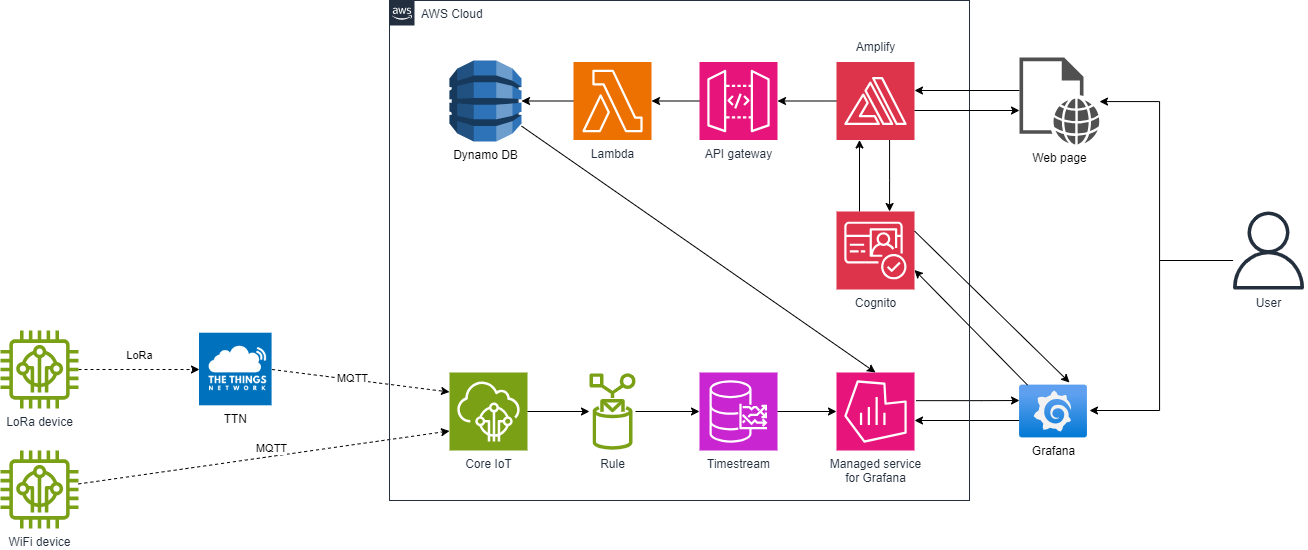 aws
AWS Cloud
Amplify
</>
Dynamo DB
Lambda
API gateway
Web page
Cognito
User
LoRa
THE THINGS
NETWORK
MQTT
LoRa device
TTN
MQTT
Core IoT
Rule
Timestream
Managed service
for Grafana
Grafana
WiFi device